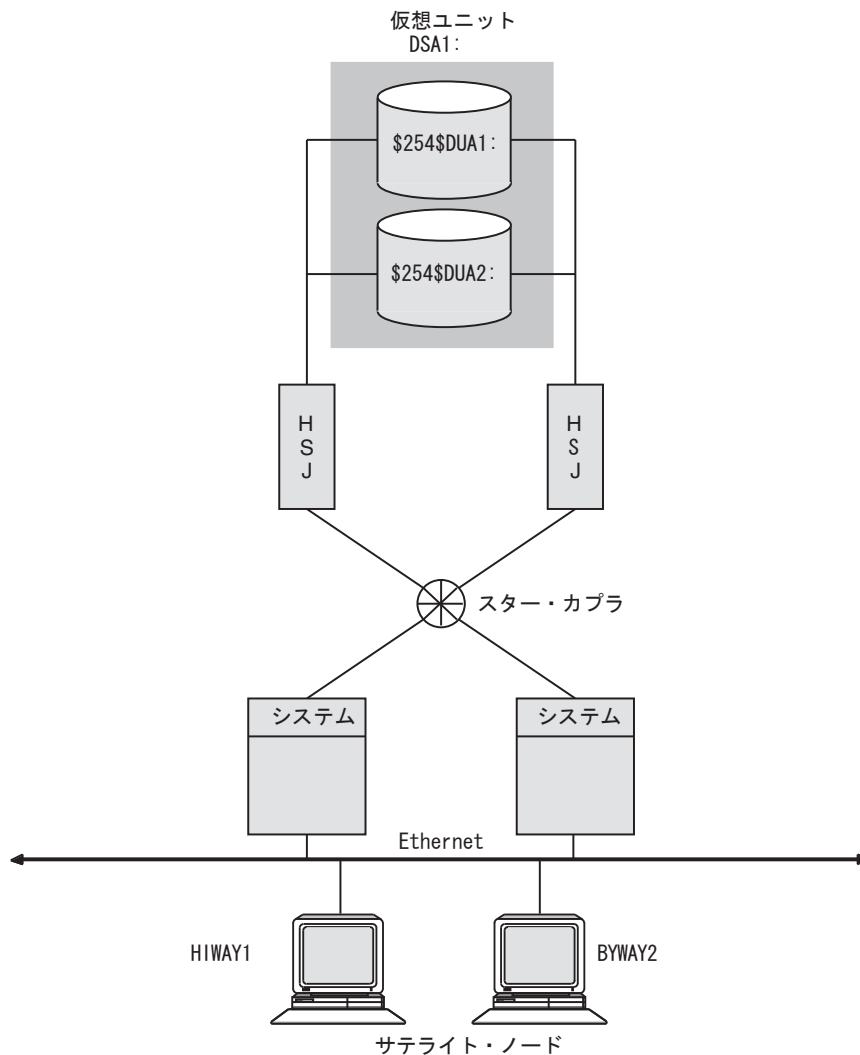 仮想ユニット
DSA1:
$254$DUA1:
$254$DUA2:
H
S
J
H
S
J
スター・カプラ
システム
システム
Ethernet
HIWAY1
BYWAY2
サテライト・ノード